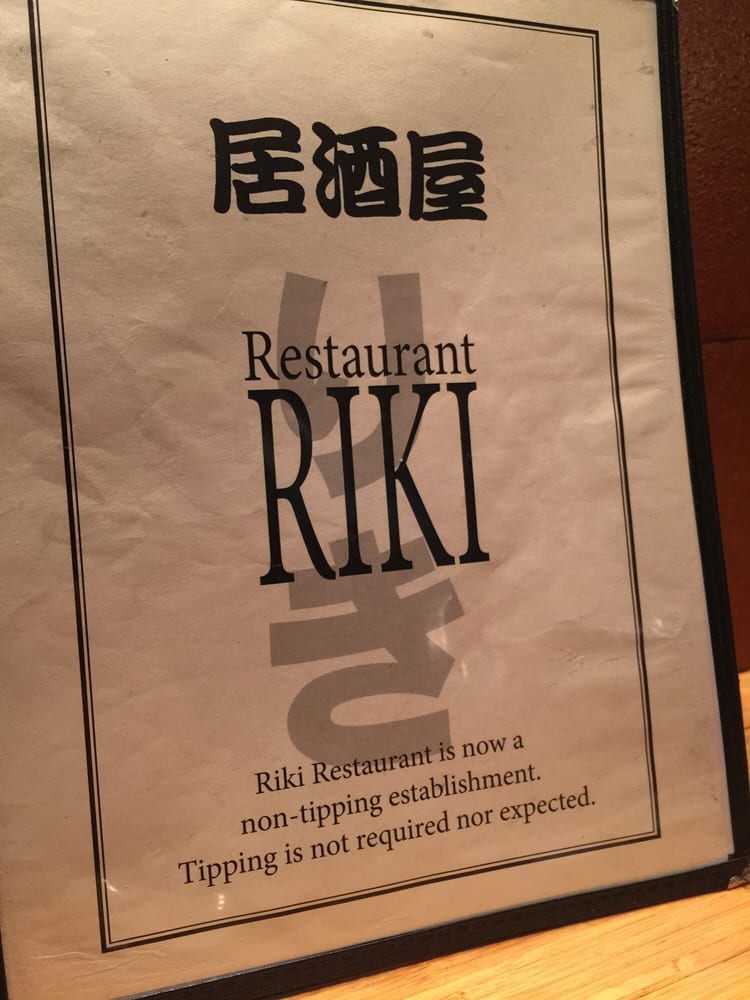 居酒屋
りき
Restaurant
RIKI
Riki Restaurant is now a
non-tipping establishment.
Tipping is not required nor expected.